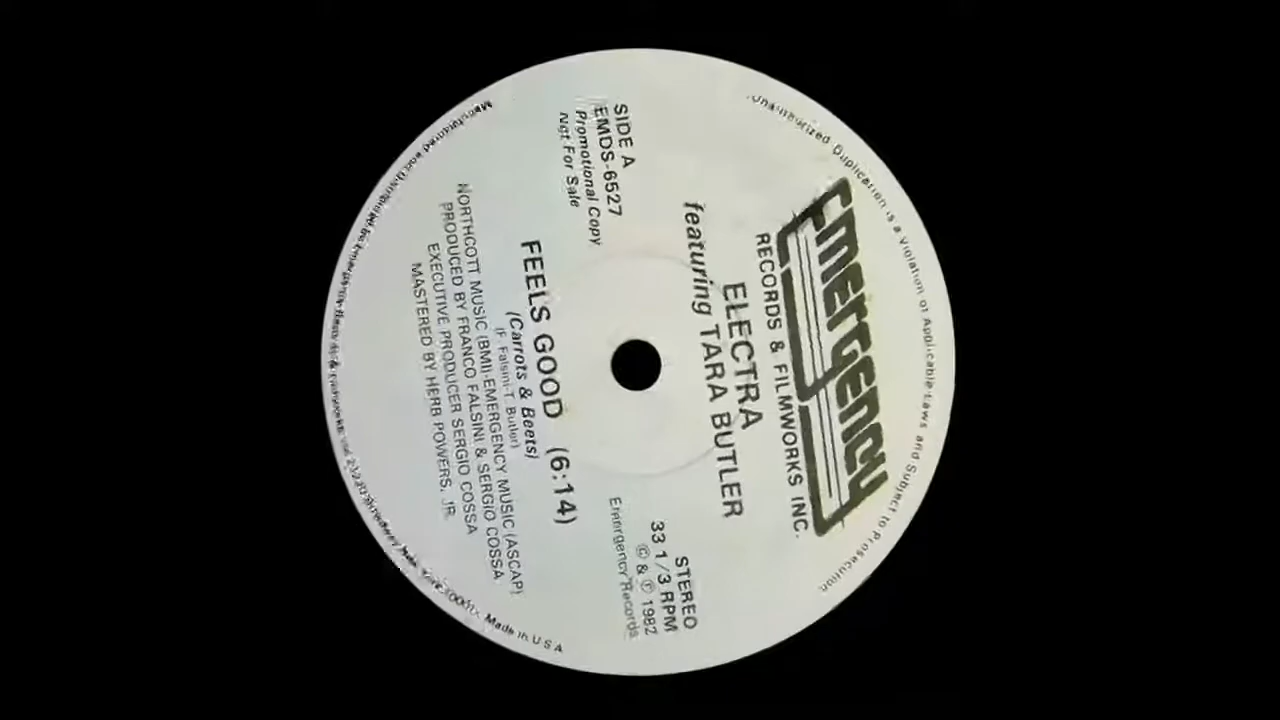 Unauthorized Duplication is a Violation of Applicable Laws and Subject to Prosecution
Emergency
RECORDS & FILMWORKS INC.
ELECTRA
featuring TARA BUTLER
SIDE A
EMDS-6527
Promotional Copy
Not For Sale
STEREO
33 1/3 RPM
© & ℗ 1982
Emergency Records
FEELS GOOD (6:14)
(Carrots & Beets)
(F. Falsini-T. Butler)
NORTHCOTT MUSIC (BMI)-EMERGENCY MUSIC (ASCAP)
PRODUCED BY FRANCO FALSINI & SERGIO COSSA
EXECUTIVE PRODUCER SERGIO COSSA
MASTERED BY HERB POWERS, JR.
Manufactured and Made in U S A